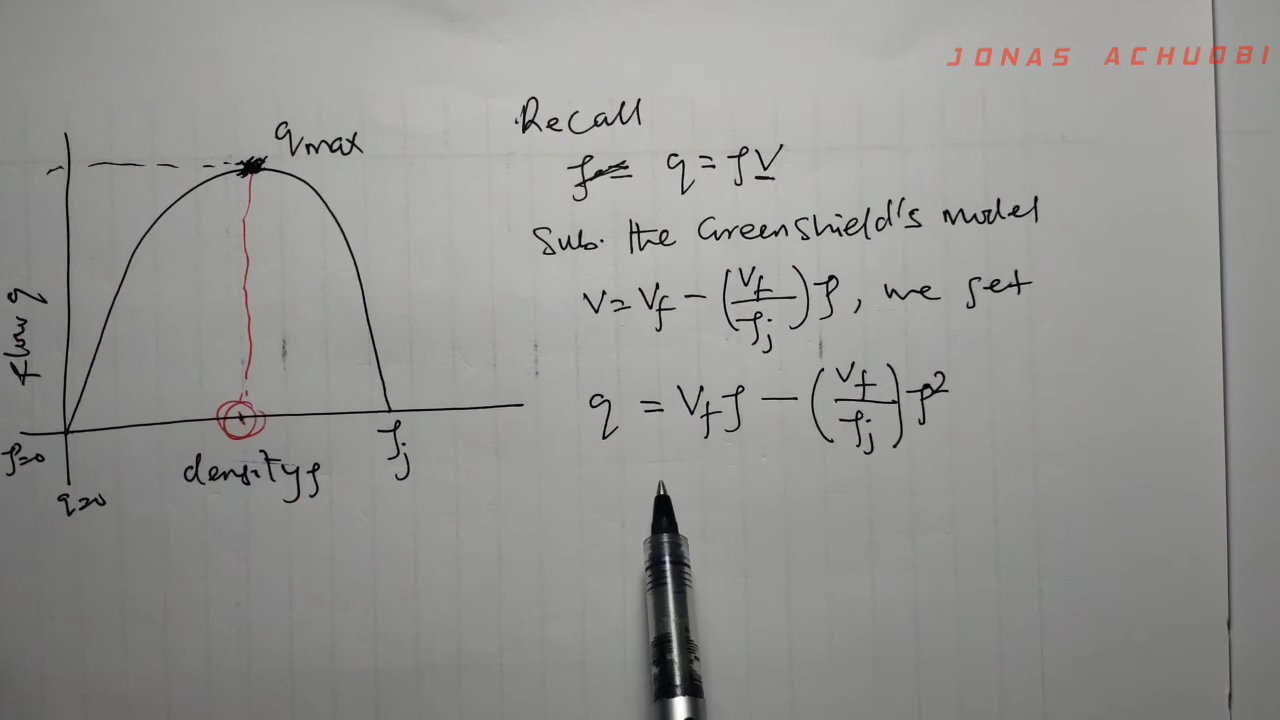 JONAS ACHUOBI
qmax
flow q
ρ=0
q=0
density ρ
ρj
Recall
q = ρV
Sub. the Greenshield's model
V = Vf − (Vf/ρj)ρ, we get
q = Vfρ − (Vf/ρj)ρ²